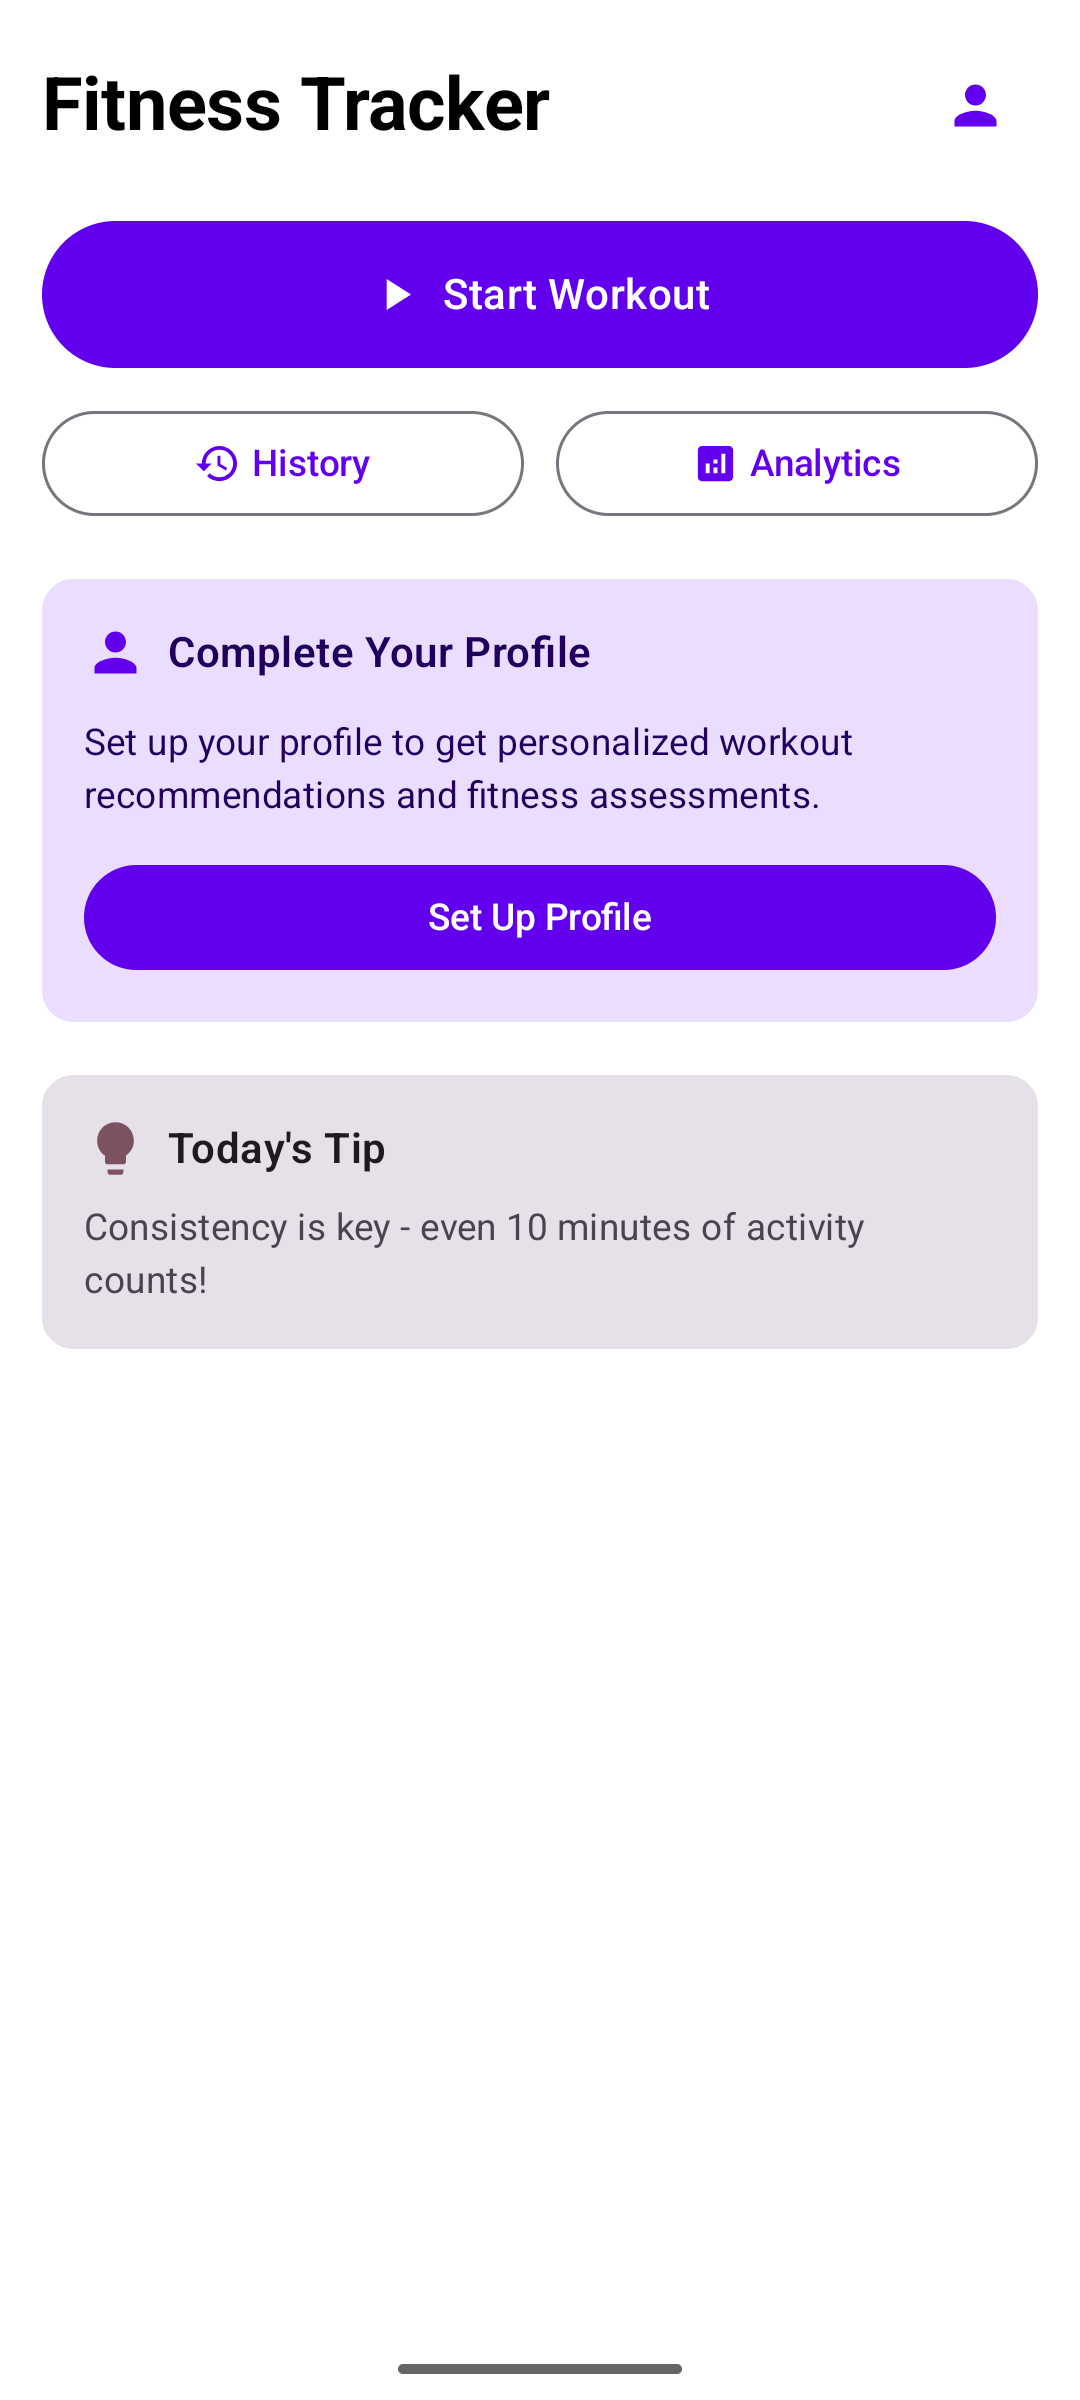 Fitness Tracker
Start Workout
History
Analytics
Complete Your Profile
Set up your profile to get personalized workout
recommendations and fitness assessments.
Set Up Profile
Today's Tip
Consistency is key - even 10 minutes of activity
counts!